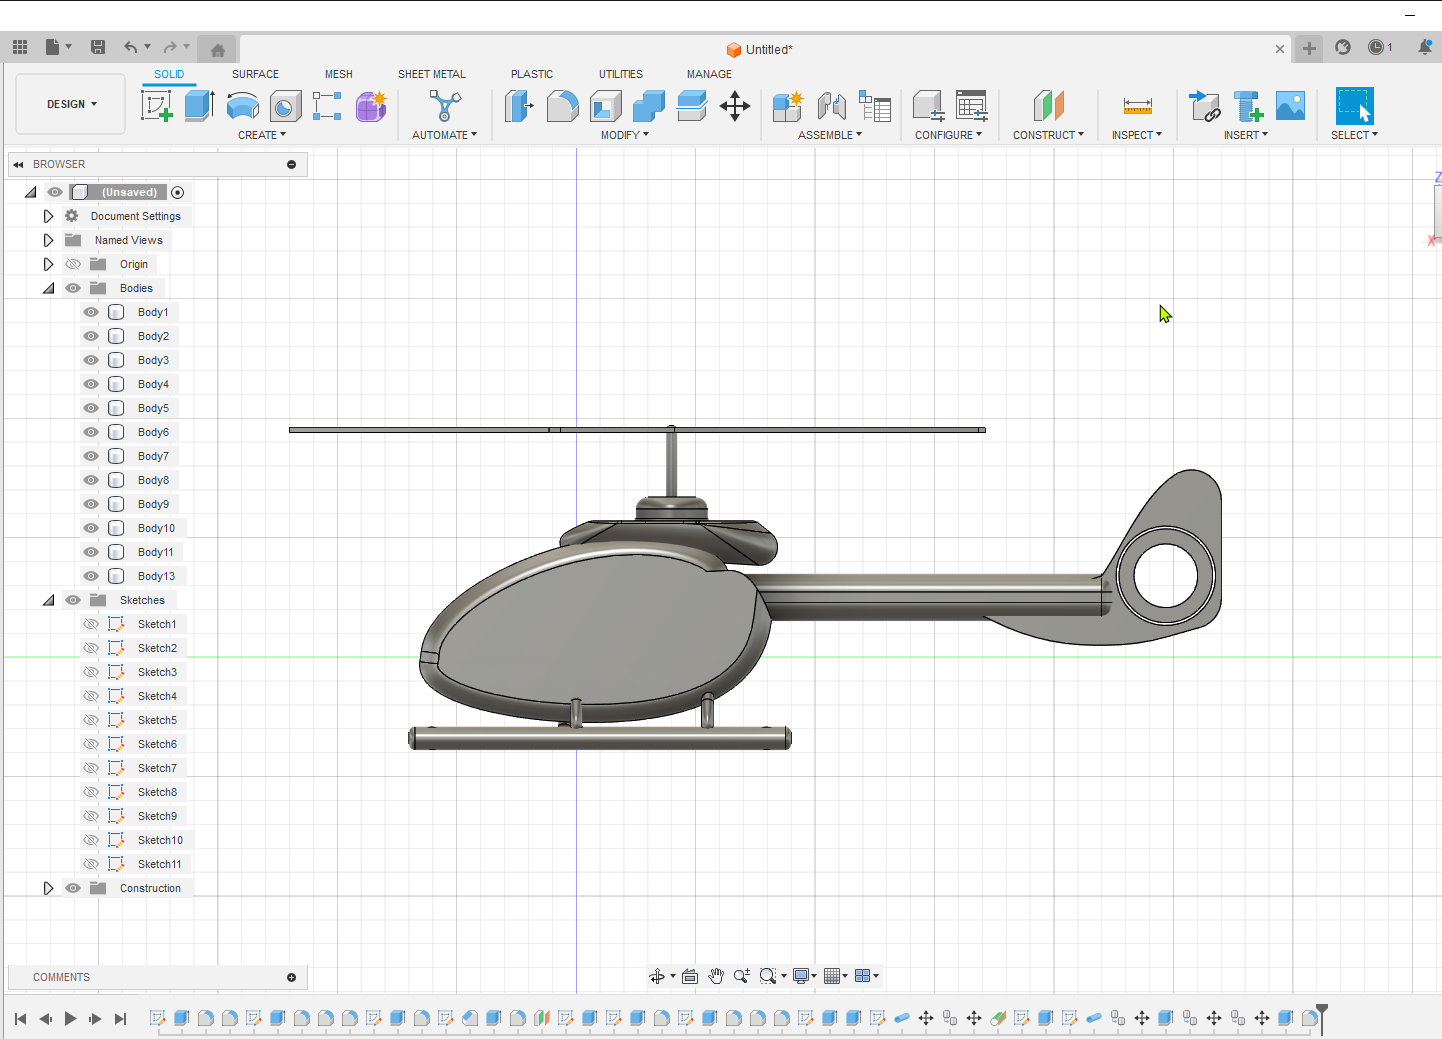 Untitled*
1
SOLID SURFACE MESH SHEET METAL PLASTIC UTILITIES MANAGE
DESIGN
CREATE AUTOMATE MODIFY ASSEMBLE CONFIGURE CONSTRUCT INSPECT INSERT SELECT
BROWSER
(Unsaved)
Document Settings
Named Views
Origin
Bodies
Body1
Body2
Body3
Body4
Body5
Body6
Body7
Body8
Body9
Body10
Body11
Body13
Sketches
Sketch1
Sketch2
Sketch3
Sketch4
Sketch5
Sketch6
Sketch7
Sketch8
Sketch9
Sketch10
Sketch11
Construction
Z
X
COMMENTS